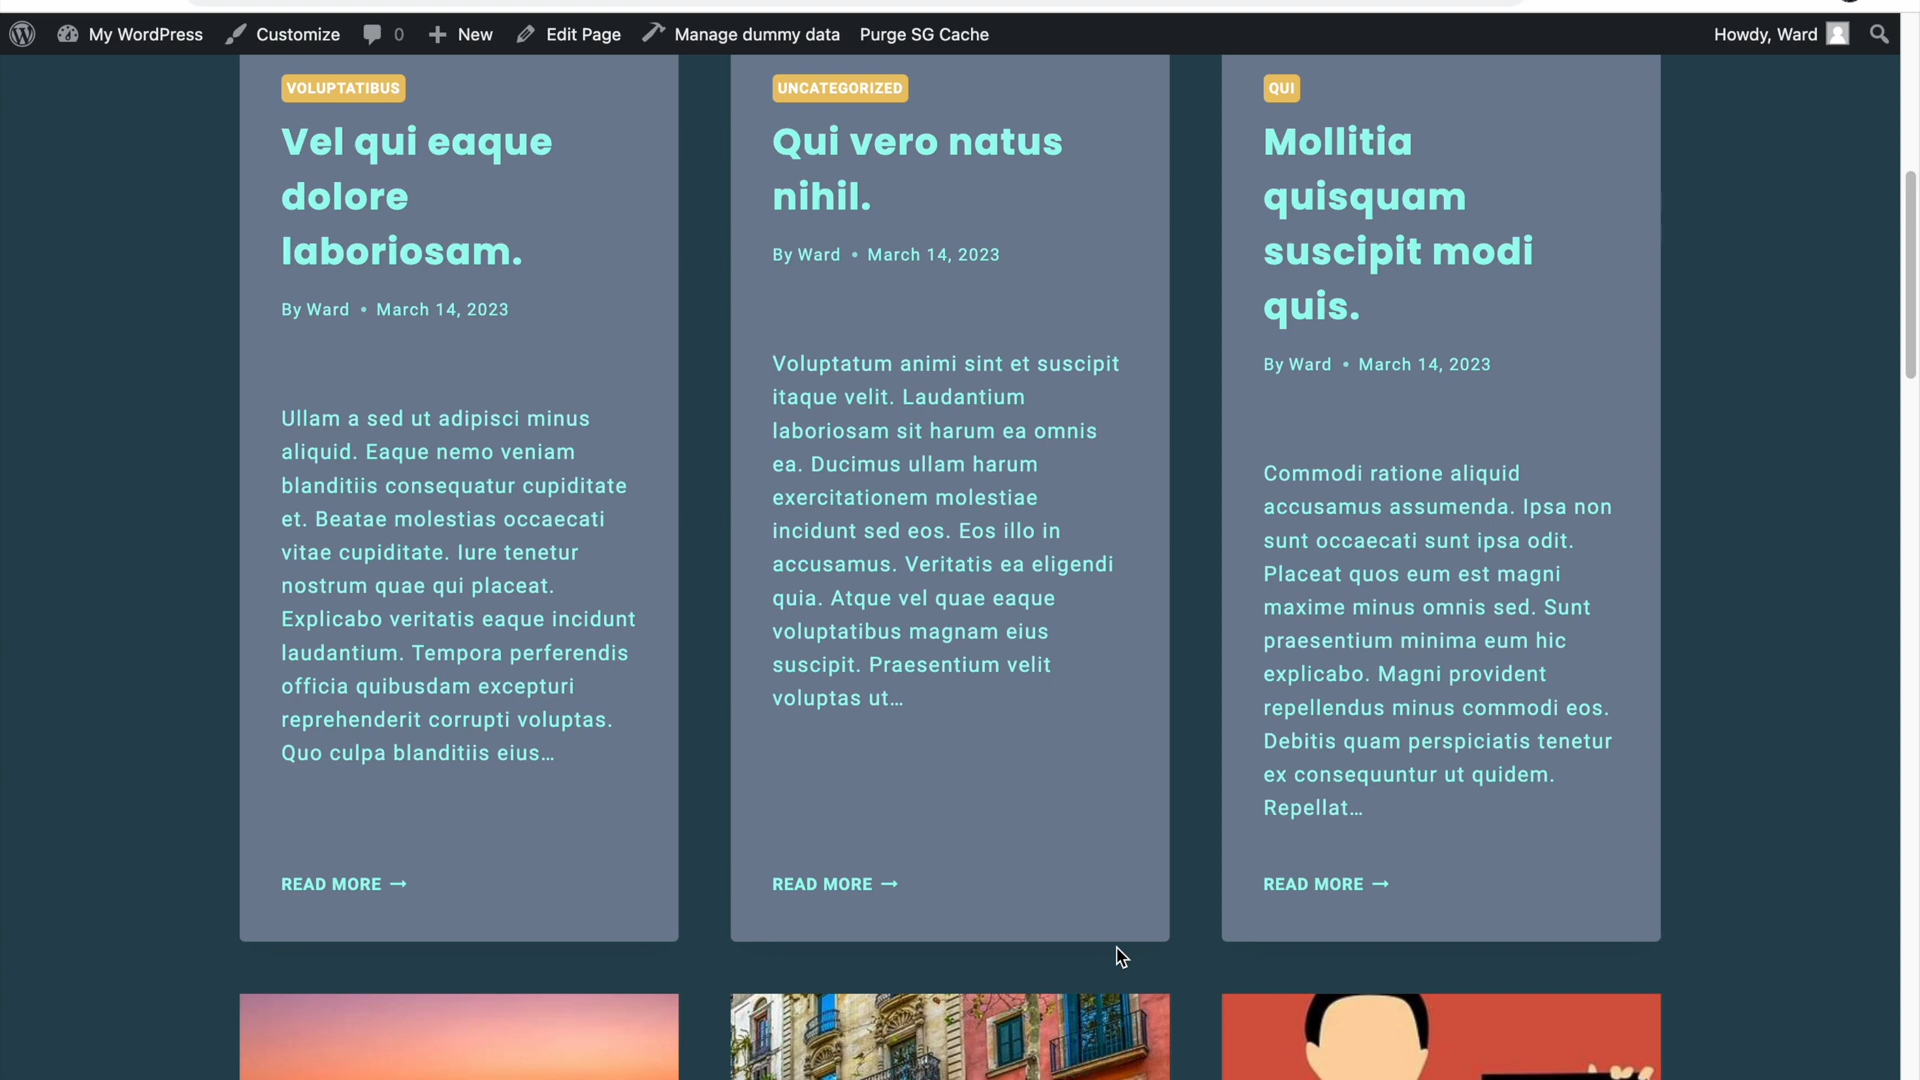 My WordPress Customize 0 New Edit Page Manage dummy data Purge SG Cache Howdy, Ward
VOLUPTATIBUS
Vel qui eaque
dolore
laboriosam.
By Ward • March 14, 2023
Ullam a sed ut adipisci minus
aliquid. Eaque nemo veniam
blanditiis consequatur cupiditate
et. Beatae molestias occaecati
vitae cupiditate. Iure tenetur
nostrum quae qui placeat.
Explicabo veritatis eaque incidunt
laudantium. Tempora perferendis
officia quibusdam excepturi
reprehenderit corrupti voluptas.
Quo culpa blanditiis eius…
READ MORE →
UNCATEGORIZED
Qui vero natus
nihil.
By Ward • March 14, 2023
Voluptatum animi sint et suscipit
itaque velit. Laudantium
laboriosam sit harum ea omnis
ea. Ducimus ullam harum
exercitationem molestiae
incidunt sed eos. Eos illo in
accusamus. Veritatis ea eligendi
quia. Atque vel quae eaque
voluptatibus magnam eius
suscipit. Praesentium velit
voluptas ut…
READ MORE →
QUI
Mollitia
quisquam
suscipit modi
quis.
By Ward • March 14, 2023
Commodi ratione aliquid
accusamus assumenda. Ipsa non
sunt occaecati sunt ipsa odit.
Placeat quos eum est magni
maxime minus omnis sed. Sunt
praesentium minima eum hic
explicabo. Magni provident
repellendus minus commodi eos.
Debitis quam perspiciatis tenetur
ex consequuntur ut quidem.
Repellat…
READ MORE →